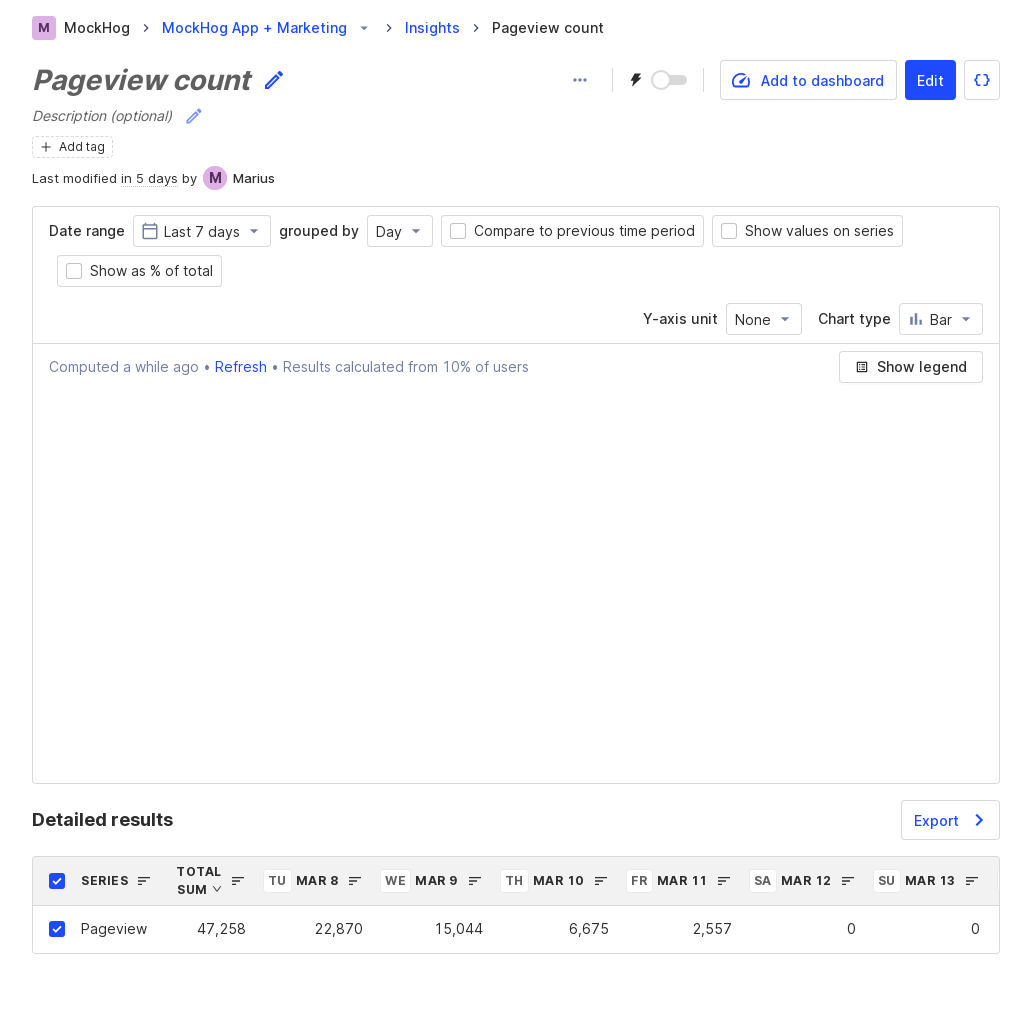 M MockHog > MockHog App + Marketing > Insights > Pageview count
Pageview count
Add to dashboard Edit {}
Description (optional)
+ Add tag
Last modified in 5 days by M Marius
Date range Last 7 days grouped by Day Compare to previous time period Show values on series
Show as % of total
Y-axis unit None Chart type Bar
Computed a while ago • Refresh • Results calculated from 10% of users Show legend
Detailed results Export
SERIES TOTAL SUM TU MAR 8 WE MAR 9 TH MAR 10 FR MAR 11 SA MAR 12 SU MAR 13
Pageview 47,258 22,870 15,044 6,675 2,557 0 0